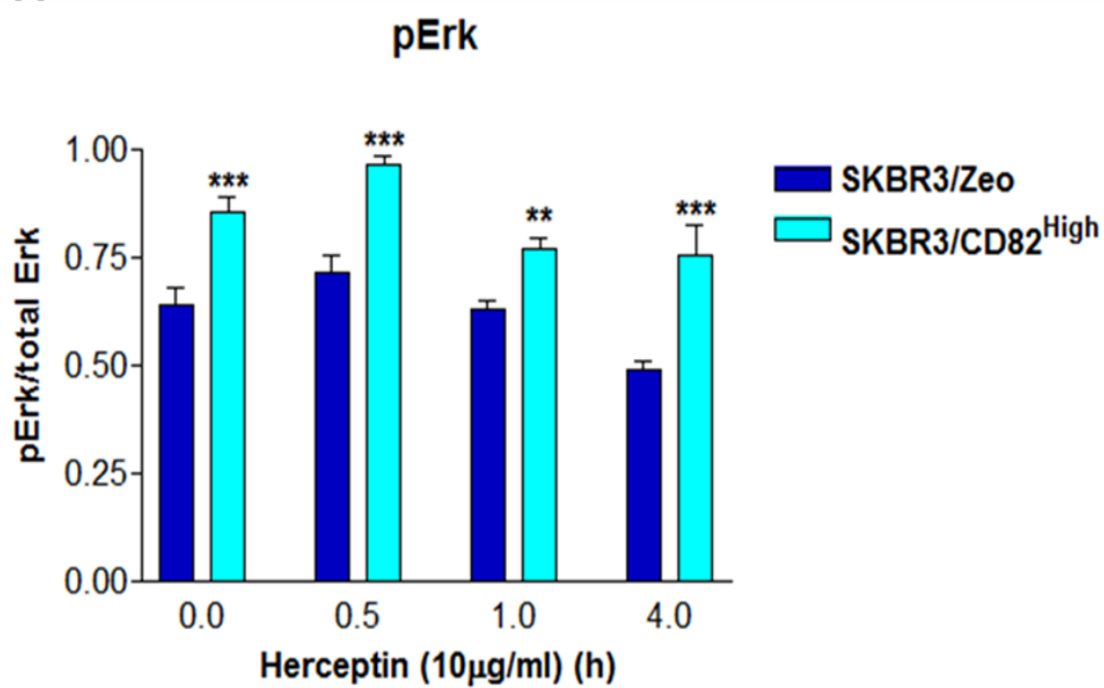 pErk
1.00
0.75
0.50
0.25
0.00
pErk/total Erk
***
***
**
***
0.0 0.5 1.0 4.0
Herceptin (10µg/ml) (h)
SKBR3/Zeo
SKBR3/CD82High